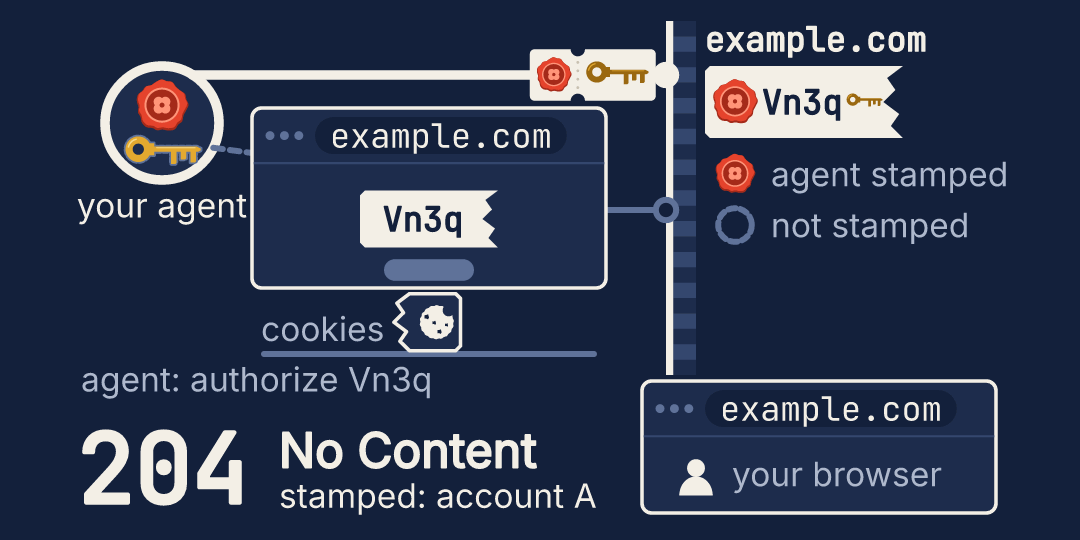 example.com
Vn3q
agent stamped
not stamped
your agent
example.com
Vn3q
cookies
agent: authorize Vn3q
204 No Content
stamped: account A
example.com
your browser